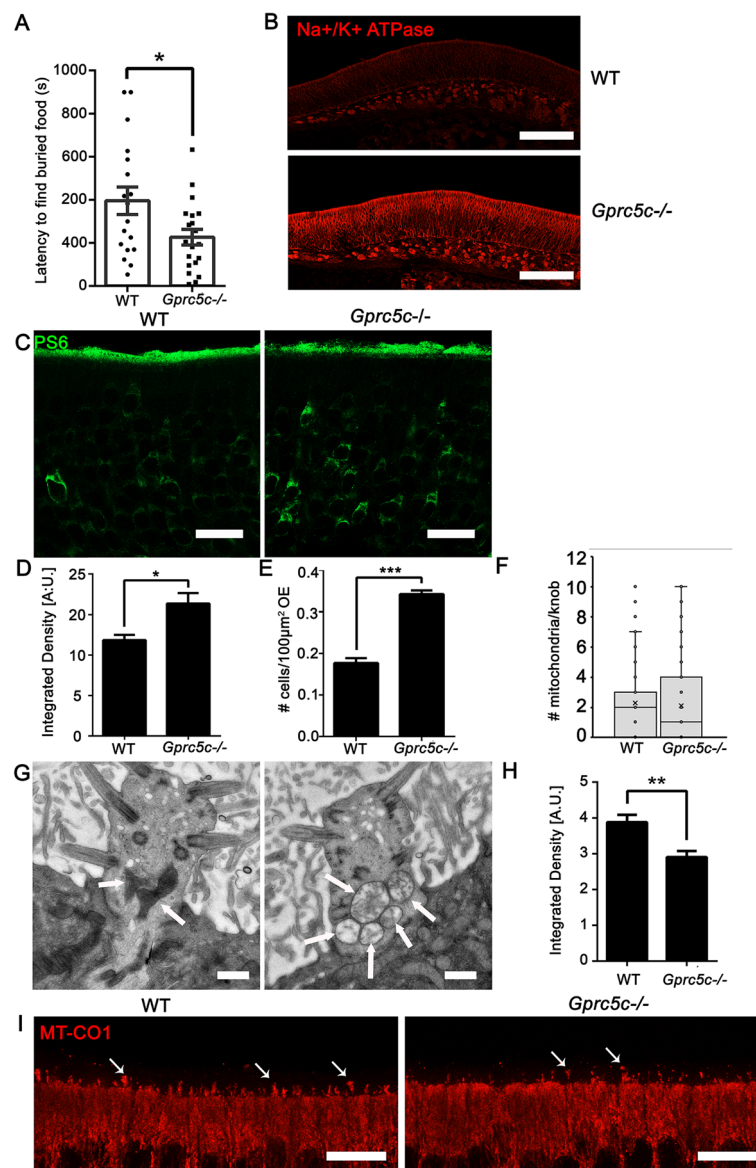 A
*
Latency to find buried food (s)
1000
600
200
400
200
0
WT Gprc5c-/-
B
Na+/K+ ATPase
WT
Gprc5c-/-
WT Gprc5c-/-
C PS6
D
*
Integrated Density [A:U.]
25
20
10
5
0
WT Gprc5c-/-
E
***
# cells/100µm² OE
0.4
0.3
0.2
0.1
0.0
WT Gprc5c-/-
F
# mitochondria/knob
12
10
8
6
4
2
0
WT Gprc5c-/-
G
H
**
Integrated Density [A.U.]
5
4
3
2
1
0
WT Gprc5c-/-
WT Gprc5c-/-
I MT-CO1